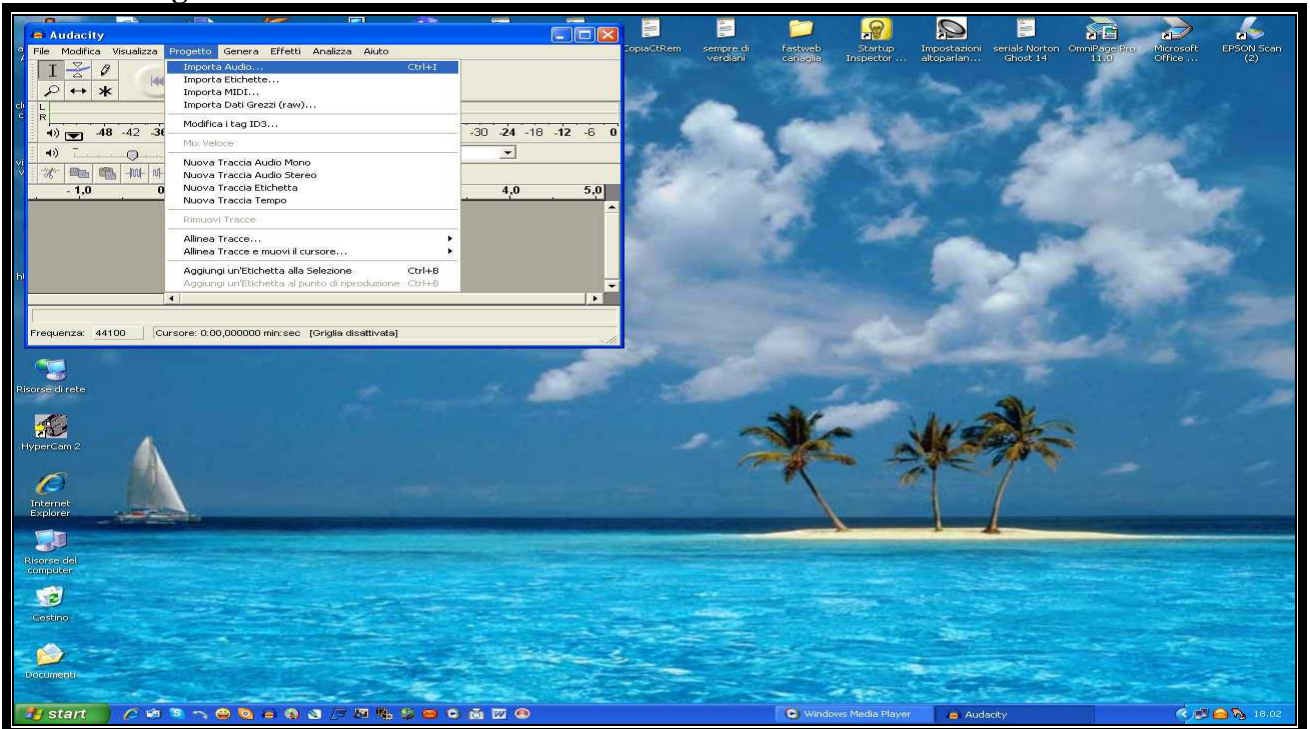 Audacity
File Modifica Visualizza Progetto Genera Effetti Analizza Aiuto
Importa Audio... Ctrl+I
Importa Etichette...
Importa MIDI...
Importa Dati Grezzi (raw)...
Modifica i tag ID3...
Mix Veloce
Nuova Traccia Audio Mono
Nuova Traccia Audio Stereo
Nuova Traccia Etichetta
Nuova Traccia Tempo
Rimuovi Tracce
Allinea Tracce...
Allinea Tracce e muovi il cursore...
Aggiungi un'Etichetta alla Selezione Ctrl+B
Aggiungi un'Etichetta al punto di riproduzione Ctrl+B
L
R
-48 -42 -36 -30 -24 -18 -12 -6 0
- 1,0 0 4,0 5,0
Frequenza: 44100 Cursore: 0:00,000000 min:sec [Griglia disattivata]
CopiaCtRem
sempre di
verdiani
fastweb
canaglia
Startup
Inspector ...
Impostazioni
altoparlan...
serials Norton
Ghost 14
OmniPage Pro
11.0
Microsoft
Office ...
EPSON Scan
(2)
Risorse di rete
HyperCam 2
Internet
Explorer
Risorse del
computer
Cestino
Documenti
start
Windows Media Player
Audacity
18.02